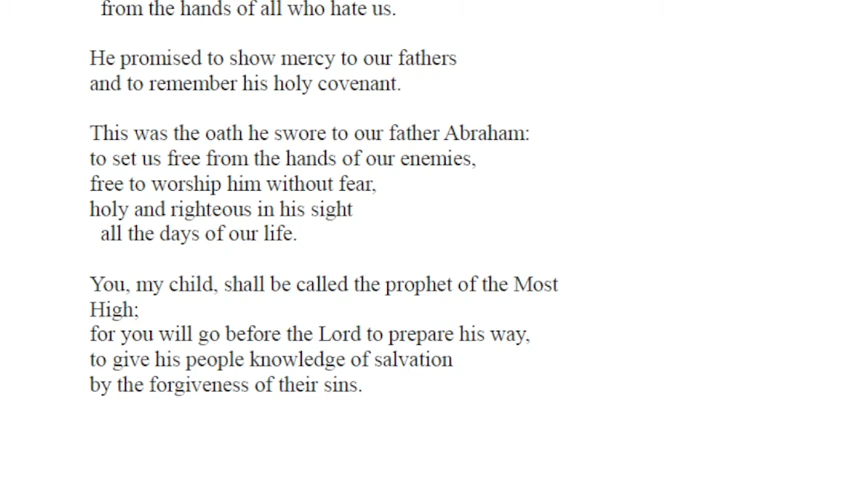 from the hands of all who hate us.
He promised to show mercy to our fathers
and to remember his holy covenant.
This was the oath he swore to our father Abraham:
to set us free from the hands of our enemies,
free to worship him without fear,
holy and righteous in his sight
all the days of our life.
You, my child, shall be called the prophet of the Most
High;
for you will go before the Lord to prepare his way,
to give his people knowledge of salvation
by the forgiveness of their sins.